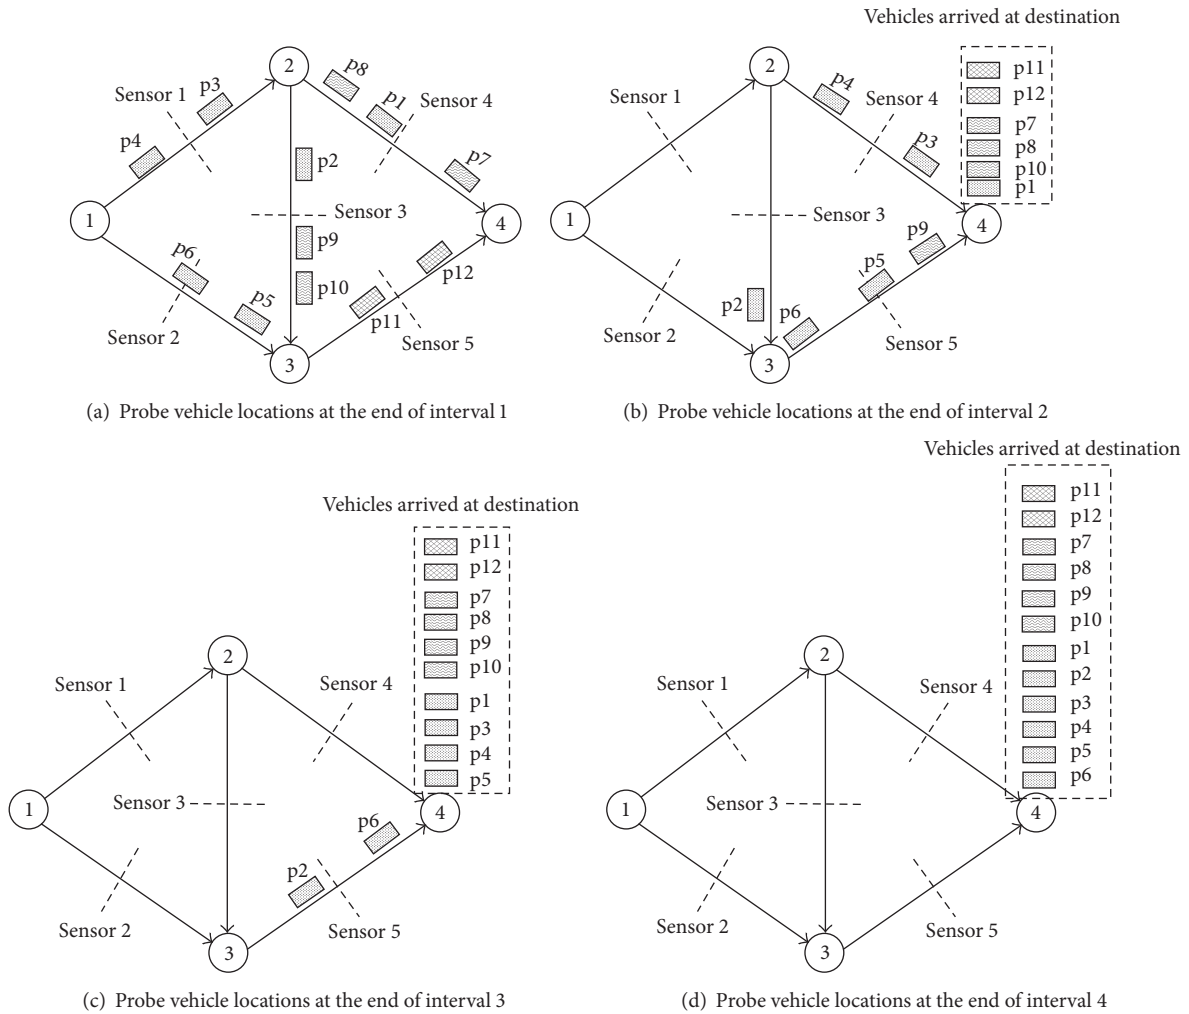 Vehicles arrived at destination
2
p8
p3
p1
Sensor 1
Sensor 4
p4
p2
p7
1
Sensor 3
4
p6
p9
p12
p5
p10
p11
Sensor 2
Sensor 5
3
(a) Probe vehicle locations at the end of interval 1
2
p4
Sensor 1
Sensor 4
p3
p11
p12
p7
p8
p10
p1
1
Sensor 3
4
p9
p5
p2
p6
Sensor 2
Sensor 5
3
(b) Probe vehicle locations at the end of interval 2
Vehicles arrived at destination
p11
p12
p7
p8
p9
p10
p1
p3
p4
p5
2
Sensor 1
Sensor 4
1
Sensor 3
4
p6
p2
Sensor 2
Sensor 5
3
(c) Probe vehicle locations at the end of interval 3
Vehicles arrived at destination
p11
p12
p7
p8
p9
p10
p1
p2
p3
p4
p5
p6
2
Sensor 1
Sensor 4
1
Sensor 3
4
Sensor 2
Sensor 5
3
(d) Probe vehicle locations at the end of interval 4